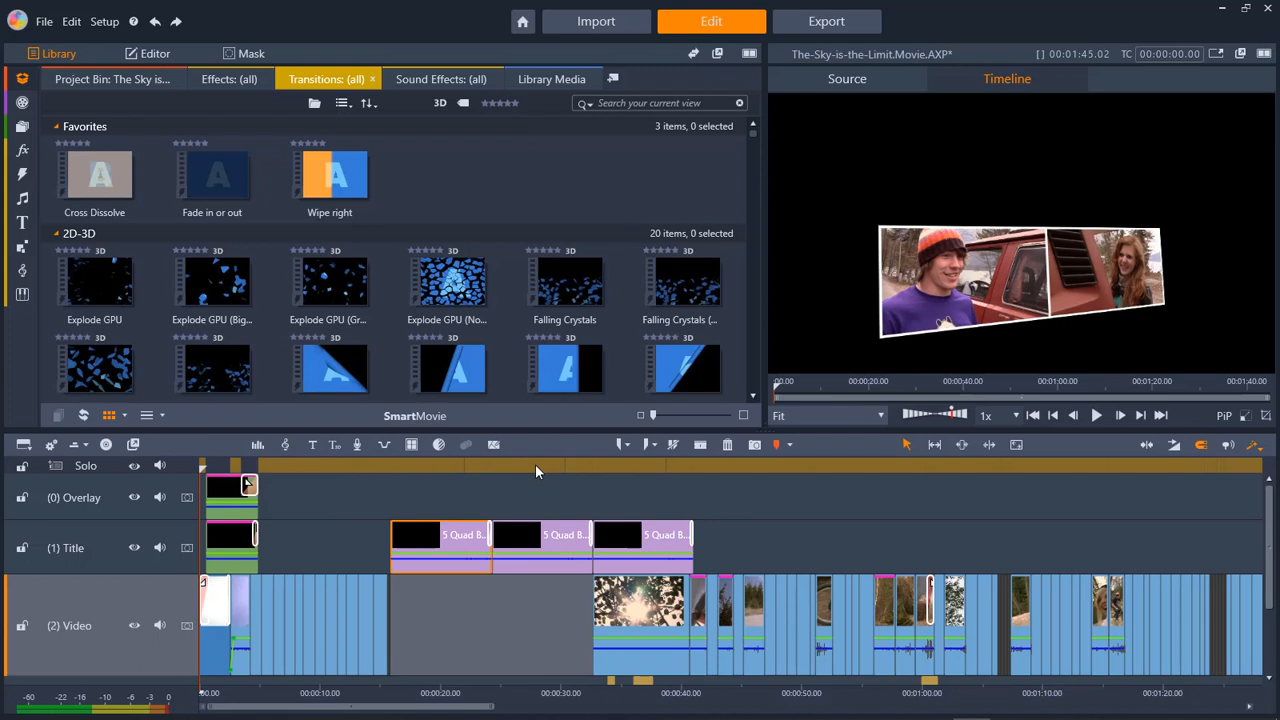 File Edit Setup ?
Import Edit Export
Library Editor Mask
The-Sky-is-the-Limit.Movie.AXP* [] 00:01:45.02 TC 00:00:00.00
Project Bin: The Sky is... Effects: (all) Transitions: (all) x Sound Effects: (all) Library Media
Source Timeline
3D Search your current view
Favorites 3 items, 0 selected
Cross Dissolve Fade in or out Wipe right
2D-3D 20 items, 0 selected
3D 3D 3D 3D 3D 3D
Explode GPU Explode GPU (Big... Explode GPU (Gr... Explode GPU (No... Falling Crystals Falling Crystals (...
3D 3D 3D 3D 3D 3D
:00.00 00:00:20.00 00:00:40.00 00:01:00.00 00:01:20.00 00:01:40.00
SmartMovie
Fit 1x PiP
Solo
(0) Overlay
(1) Title 5 Quad B... 5 Quad B... 5 Quad B...
(2) Video
-60 -22 -16 -10 -6 -3 0
:00.00 00:00:10.00 00:00:20.00 00:00:30.00 00:00:40.00 00:00:50.00 00:01:00.00 00:01:10.00 00:01:20.00